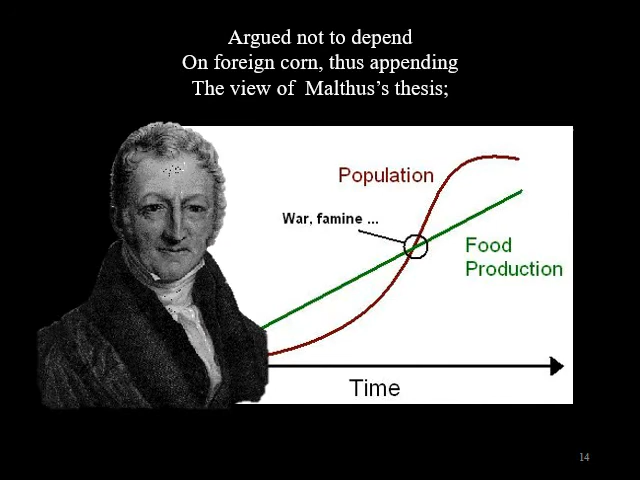 Argued not to depend
On foreign corn, thus appending
The view of Malthus’s thesis;
Population
War, famine ...
Food
Production
Time
14